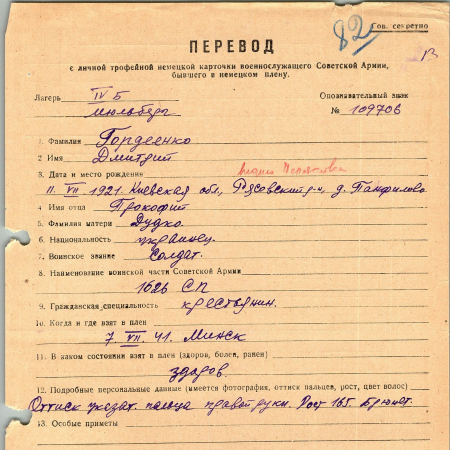 Сов. секретно
82
ПЕРЕВОД
с личной трофейной немецкой карточки военнослужащего Советской Армии,
бывшего в немецком плену.
Лагерь IV Б
Мюльберг
Опознавательный знак
№ 109706
1. Фамилия Гордеенко
2. Имя Дмитрий
3. Дата и место рождения
11. VII 1921. Киевская обл., р-н, д. Панфилово
4. Имя отца Прокофий
5. Фамилия матери Дудко.
6. Национальность украинец.
7. Воинское звание Солдат.
8. Наименование воинской части Советской Армии
1626 СП
9. Гражданская специальность крестьянин.
10. Когда и где взят в плен
7. VII. 41. Минск
11. В каком состоянии взят в плен (здоров, болен, ранен)
здоров.
12. Подробные персональные данные (имеется фотография, оттиск пальцев, рост, цвет волос)
Оттиск указат. пальца правой руки. Рост 165. Брюнет.
13. Особые приметы